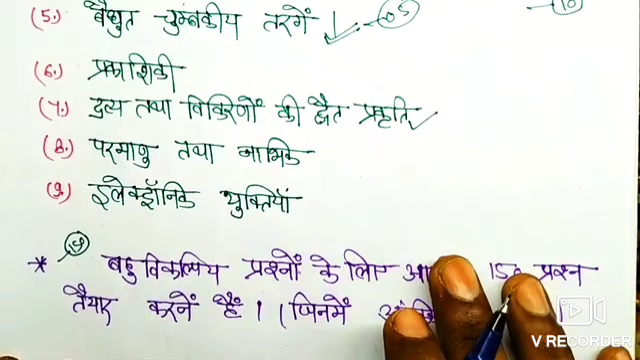 (5.) वैधुत चुम्बकीय तरंगें । 05
10
(6.) प्रकाशिकी
(7.) द्रव्य तथा विकिरणों की द्वैत प्रकृति
(8.) परमाणु तथा नाभिक
(9.) इलेक्ट्रॉनिक युक्तियाँ
* बहुविकल्पिय प्रश्नों के लिए 150 प्रश्न
तैयार करनें हैं । ( जिनमें
V RECORDER